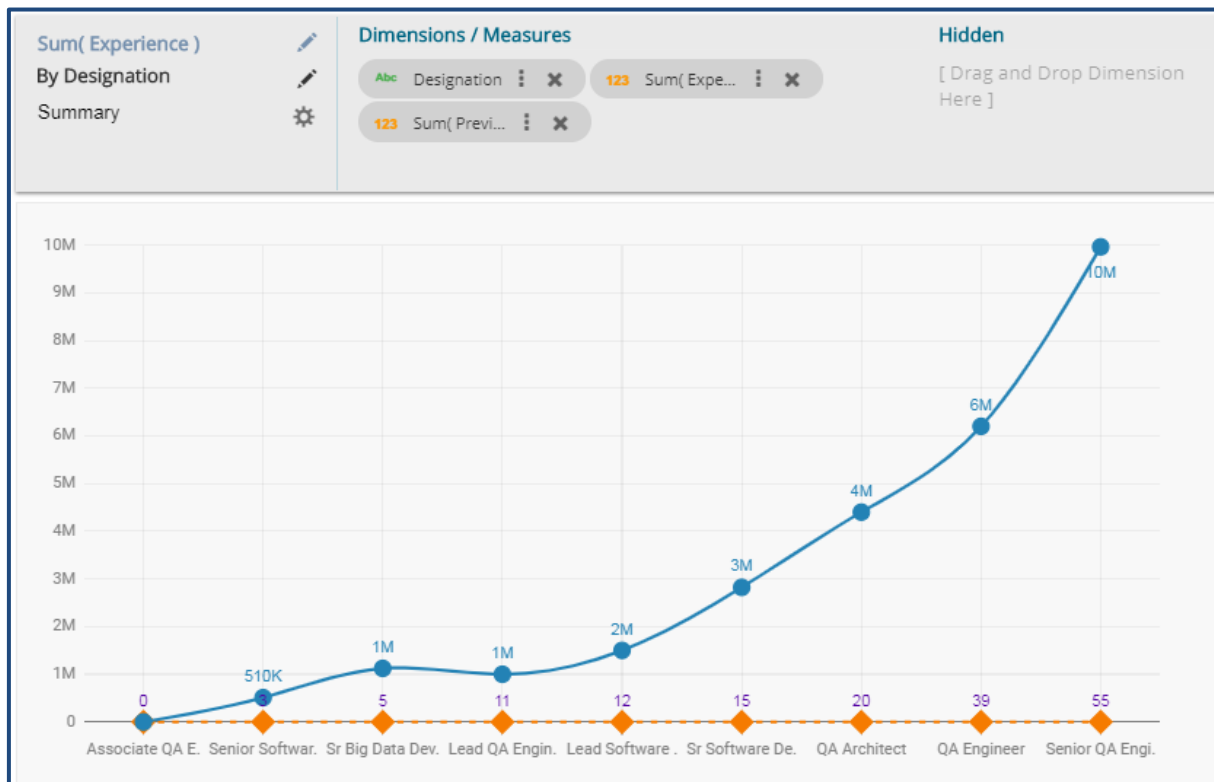 Sum( Experience )
By Designation
Summary
Dimensions / Measures
Abc Designation
123 Sum( Expe...
123 Sum( Previ...
Hidden
[ Drag and Drop Dimension
Here ]
10M
9M
8M
7M
6M
5M
4M
3M
2M
1M
0
510K
1M
1M
2M
3M
4M
6M
10M
0
3
5
11
12
15
20
39
55
Associate QA E.
Senior Softwar.
Sr Big Data Dev.
Lead QA Engin.
Lead Software .
Sr Software De.
QA Architect
QA Engineer
Senior QA Engi.